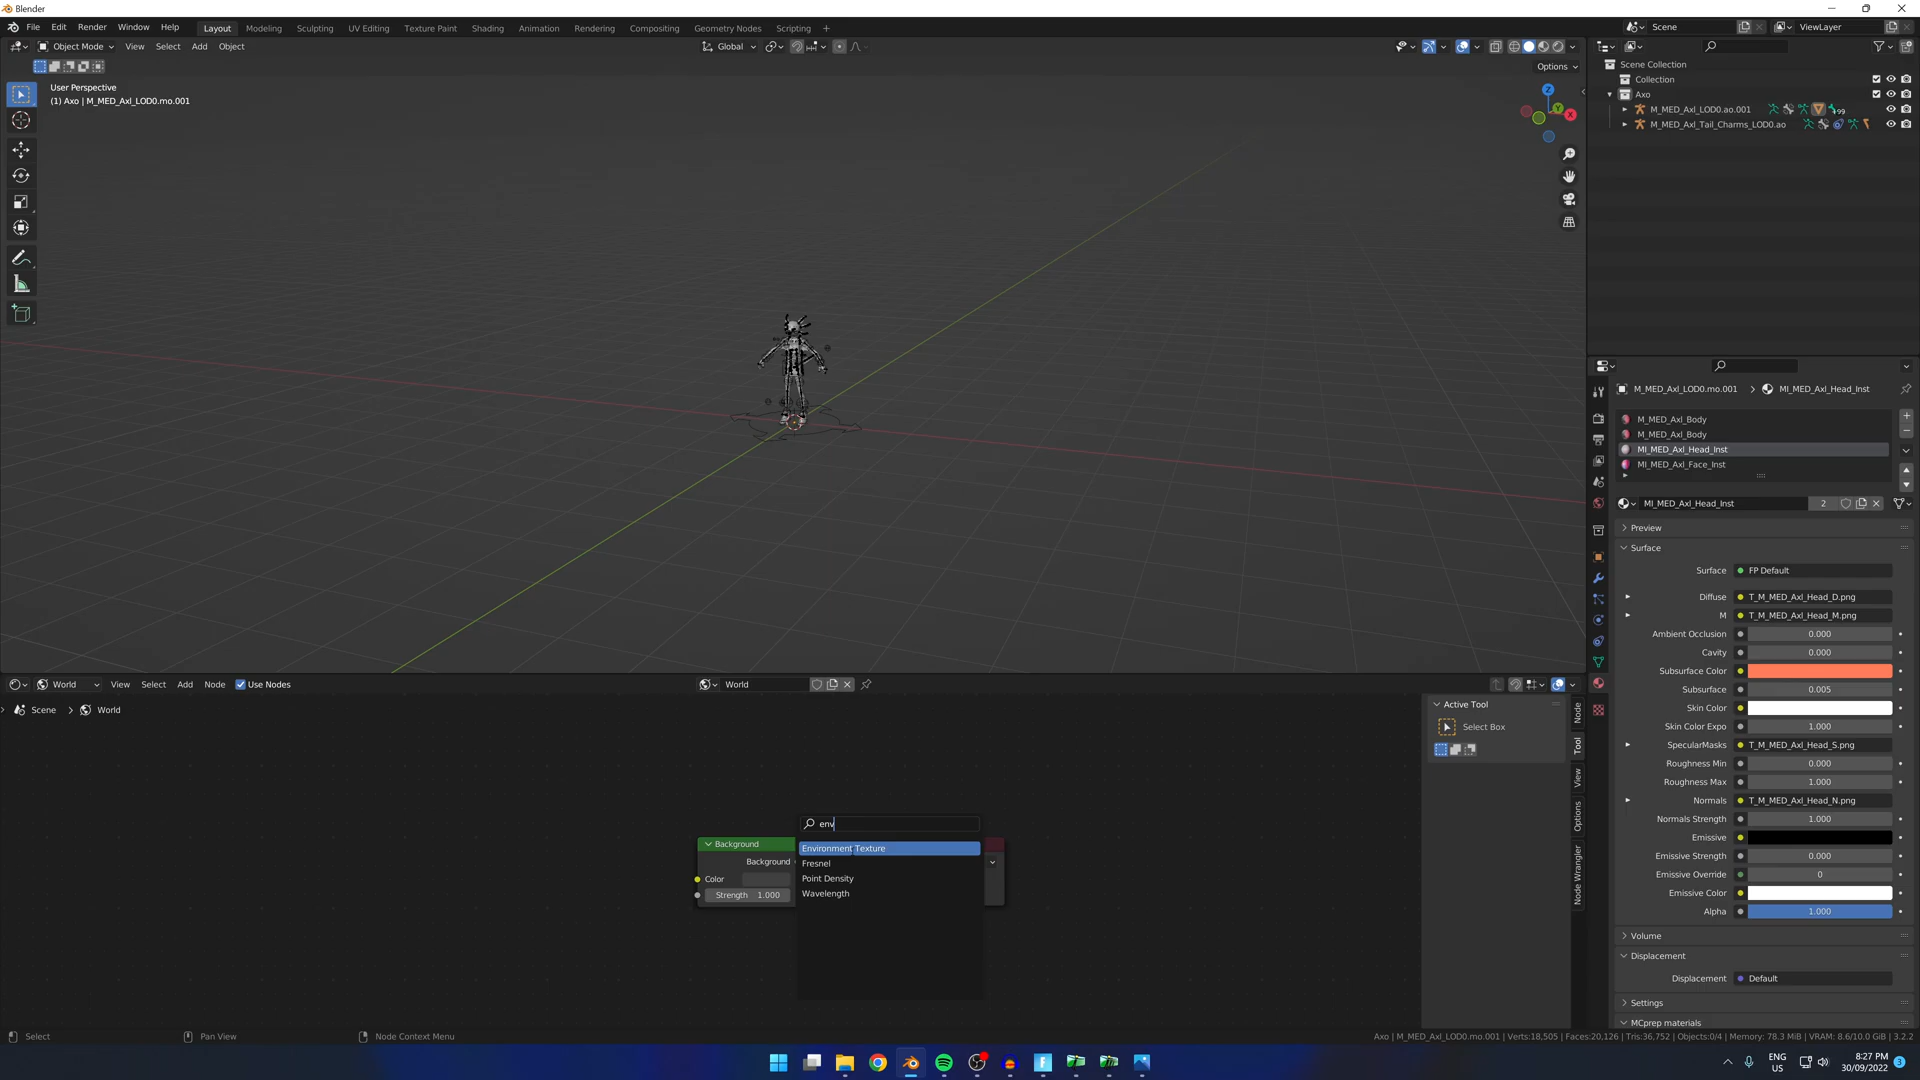 Blender
File Edit Render Window Help Layout Modeling Sculpting UV Editing Texture Paint Shading Animation Rendering Compositing Geometry Nodes Scripting + Scene ViewLayer
Object Mode View Select Add Object Global
Options
User Perspective
(1) Axo | M_MED_Axl_LOD0.mo.001
Z
Y
X
Scene Collection
Collection
Axo
M_MED_Axl_LOD0.ao.001 99
M_MED_Axl_Tail_Charms_LOD0.ao
M_MED_Axl_LOD0.mo.001 > MI_MED_Axl_Head_Inst
M_MED_Axl_Body
M_MED_Axl_Body
MI_MED_Axl_Head_Inst
MI_MED_Axl_Face_Inst
MI_MED_Axl_Head_Inst 2
Preview
Surface
Surface FP Default
Diffuse T_M_MED_Axl_Head_D.png
M T_M_MED_Axl_Head_M.png
Ambient Occlusion 0.000
Cavity 0.000
Subsurface Color
Subsurface 0.005
Skin Color
Skin Color Expo 1.000
SpecularMasks T_M_MED_Axl_Head_S.png
Roughness Min 0.000
Roughness Max 1.000
Normals T_M_MED_Axl_Head_N.png
Normals Strength 1.000
Emissive
Emissive Strength 0.000
Emissive Override 0
Emissive Color
Alpha 1.000
Volume
Displacement
Displacement Default
Settings
MCprep materials
World View Select Add Node Use Nodes World
Scene > World
Active Tool
Select Box
Node
Tool
View
Options
Node Wrangler
env
Environment Texture
Fresnel
Point Density
Wavelength
Background
Background
Color
Strength 1.000
Select Pan View Node Context Menu
Axo | M_MED_Axl_LOD0.mo.001 | Verts:18,505 | Faces:20,126 | Tris:36,752 | Objects:0/4 | Memory: 78.3 MiB | VRAM: 8.6/10.0 GiB | 3.2.2
ENG
US
8:27 PM
30/09/2022
3